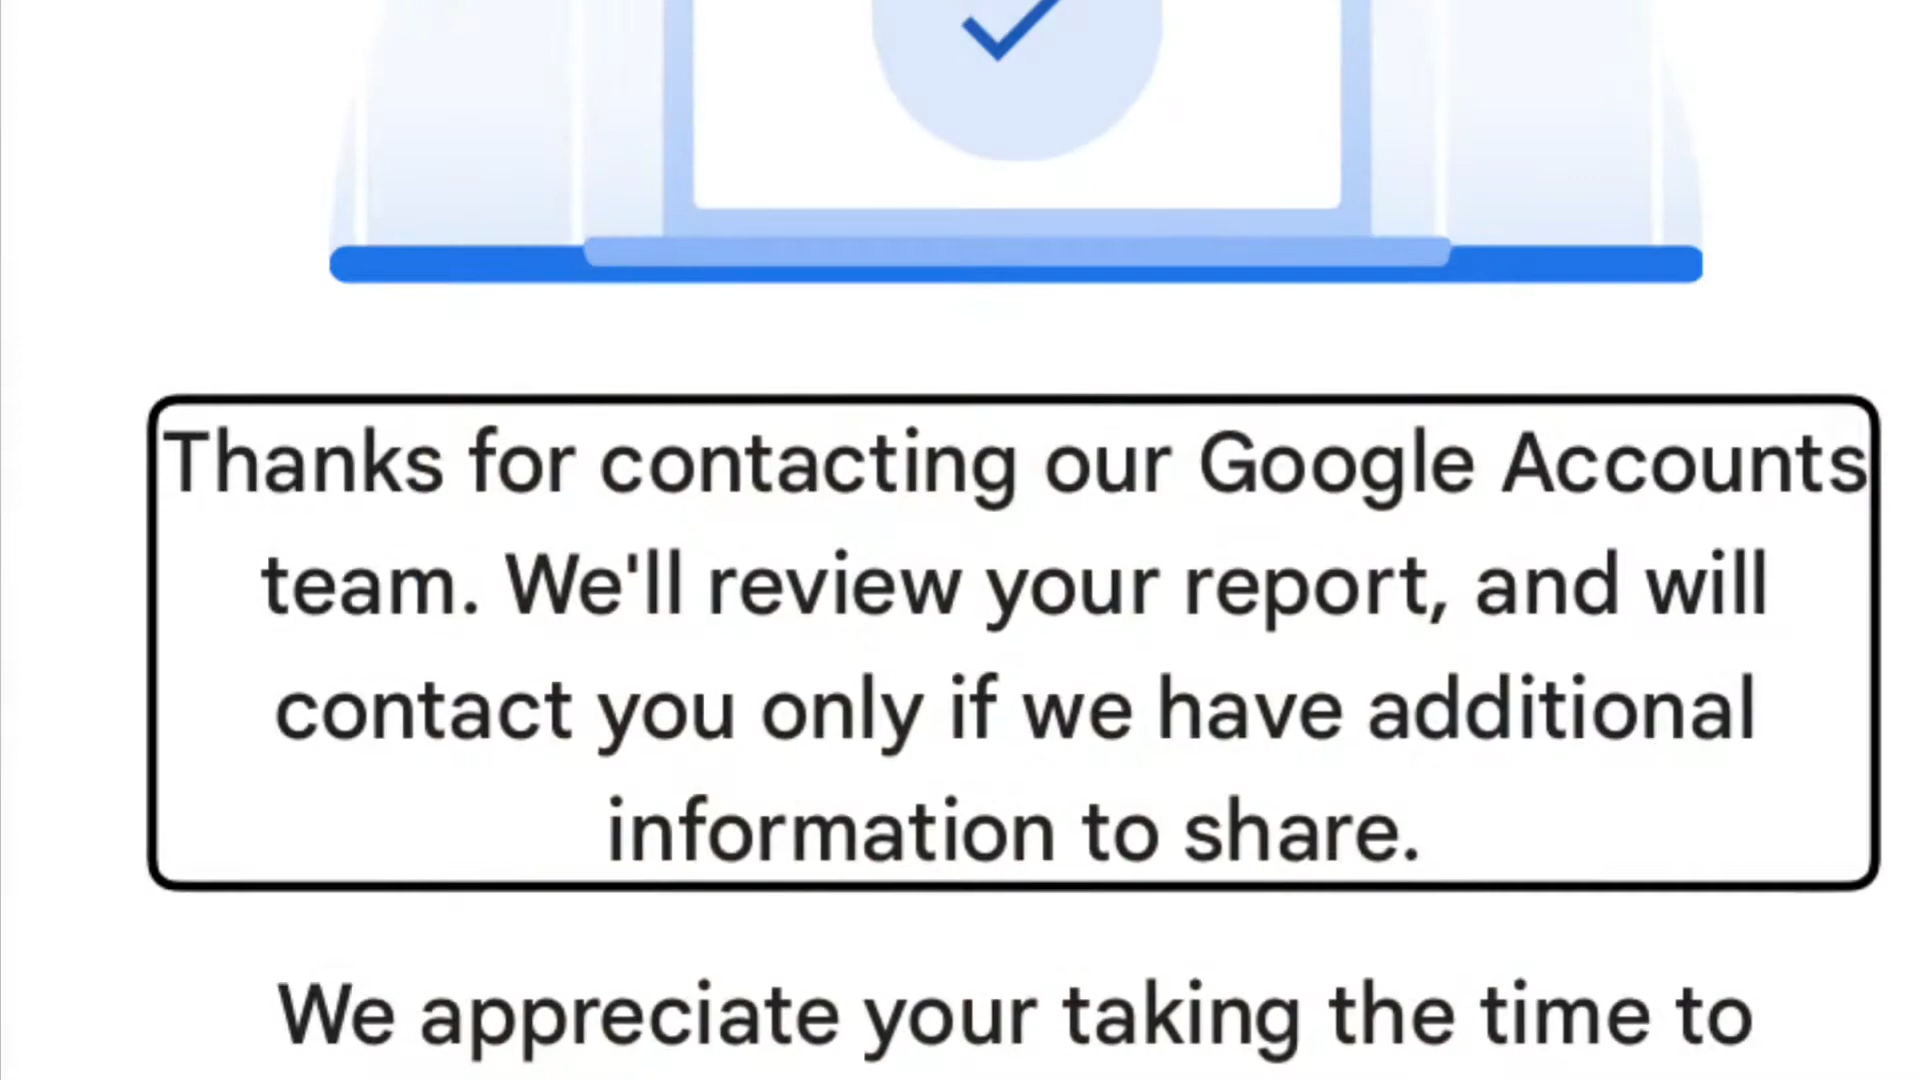 Thanks for contacting our Google Accounts
team. We'll review your report, and will
contact you only if we have additional
information to share.
We appreciate your taking the time to